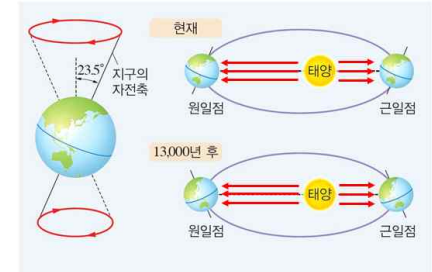 현재
23.5°
지구의
자전축
태양
원일점
근일점
13,000년 후
태양
원일점
근일점